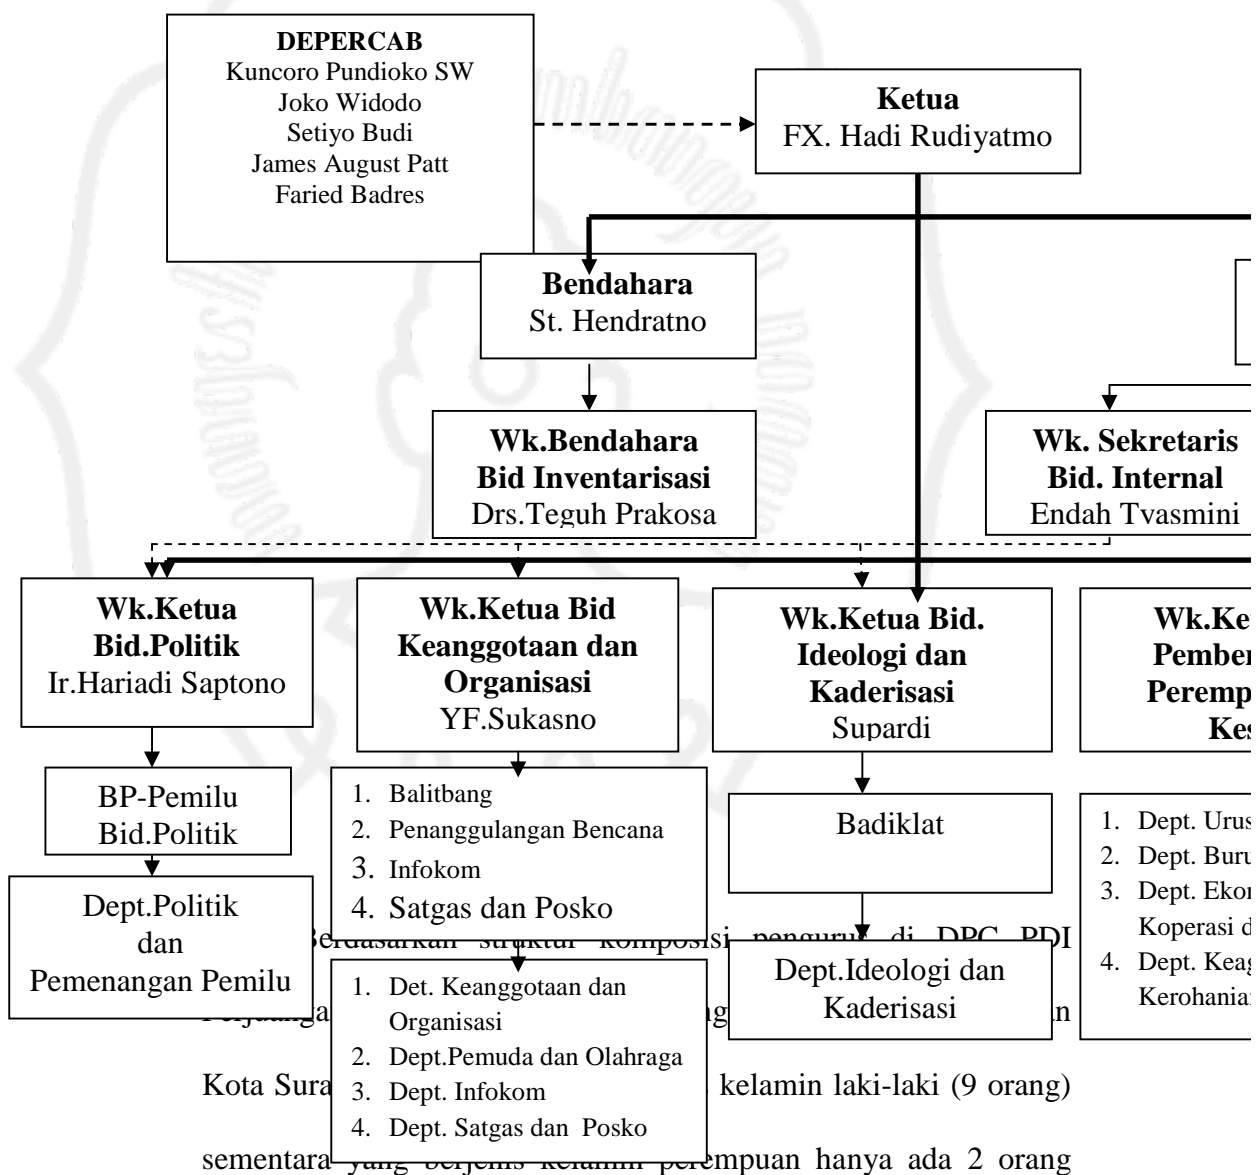 DEPERCAB
Kuncoro Pundioko SW
Joko Widodo
Setiyo Budi
James August Patt
Faried Badres
Ketua
FX. Hadi Rudiyatmo
Bendahara
St. Hendratno
Wk.Bendahara
Bid Inventarisasi
Drs.Teguh Prakosa
Wk. Sekretaris
Bid. Internal
Endah Tyasmini
Wk.Ketua
Bid.Politik
Ir.Hariadi Saptono
Wk.Ketua Bid
Keanggotaan dan
Organisasi
YF.Sukasno
Wk.Ketua Bid.
Ideologi dan
Kaderisasi
Supardi
Wk.Ke
Pember
Peremp
Kes
BP-Pemilu
Bid.Politik
Dept.Politik
dan
Pemenangan Pemilu
1. Balitbang
2. Penanggulangan Bencana
3. Infokom
4. Satgas dan Posko
1. Det. Keanggotaan dan
Organisasi
2. Dept.Pemuda dan Olahraga
3. Dept. Infokom
4. Dept. Satgas dan Posko
Badiklat
Dept.Ideologi dan
Kaderisasi
1. Dept. Urus
2. Dept. Buru
3. Dept. Ekon
Koperasi d
4. Dept. Keag
Kerohanian
Berdasarkan struktur komposisi pengurus di DPC PDI
Perjuanga
Kota Sura kelamin laki-laki (9 orang)
sementara yang berjenis kelamin perempuan hanya ada 2 orang